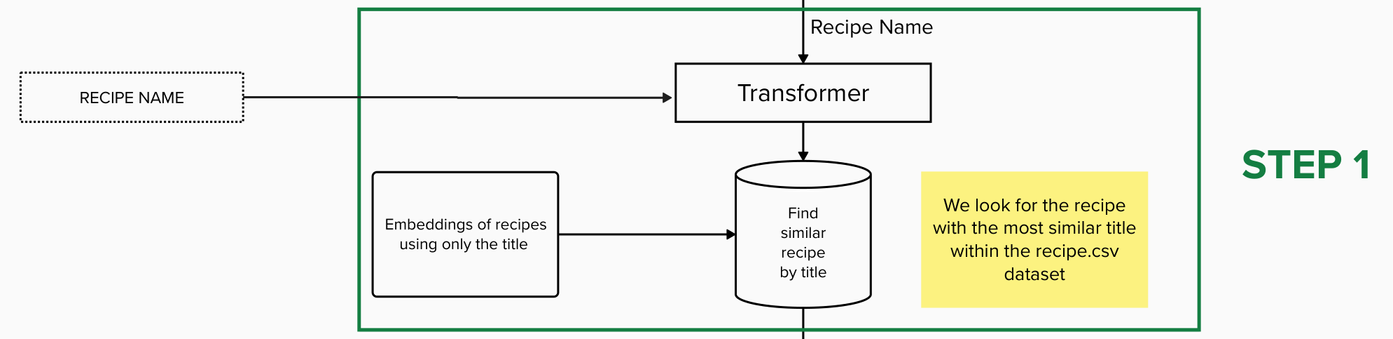 Recipe Name
RECIPE NAME
Transformer
STEP 1
Embeddings of recipes
using only the title
Find
similar
recipe
by title
We look for the recipe
with the most similar title
within the recipe.csv
dataset